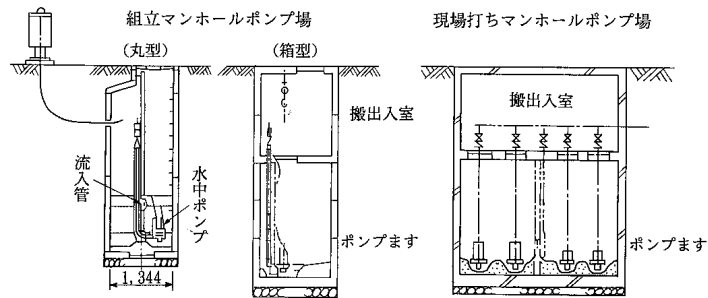 組立マンホールポンプ場
現場打ちマンホールポンプ場
（丸型）
（箱型）
搬出入室
搬出入室
流入管
水中ポンプ
ポンプます
ポンプます
1,344